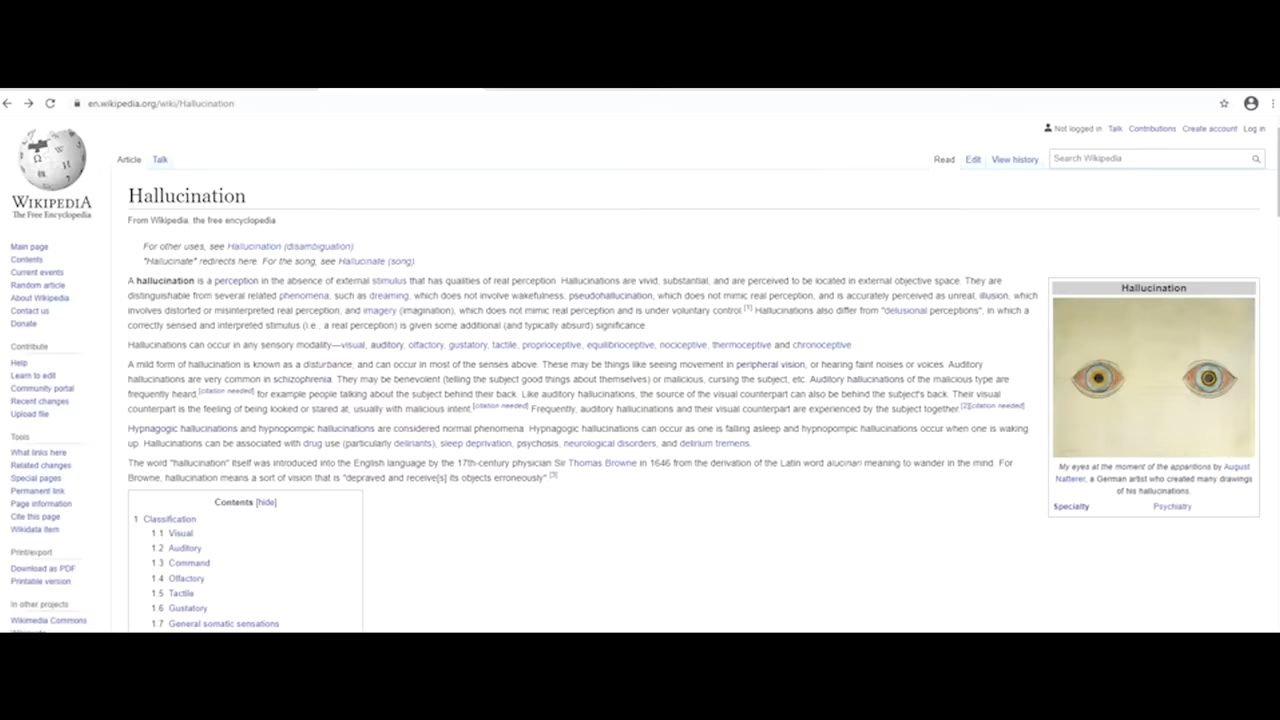 en.wikipedia.org/wiki/Hallucination
Not logged in Talk Contributions Create account Log in
Article Talk
Read Edit View history Search Wikipedia
WIKIPEDIA
The Free Encyclopedia
Main page
Contents
Current events
Random article
About Wikipedia
Contact us
Donate
Contribute
Help
Learn to edit
Community portal
Recent changes
Upload file
Tools
What links here
Related changes
Special pages
Permanent link
Page information
Cite this page
Wikidata item
Print/export
Download as PDF
Printable version
In other projects
Wikimedia Commons
Hallucination
From Wikipedia, the free encyclopedia
For other uses, see Hallucination (disambiguation)
"Hallucinate" redirects here. For the song, see Hallucinate (song).
A hallucination is a perception in the absence of external stimulus that has qualities of real perception. Hallucinations are vivid, substantial, and are perceived to be located in external objective space. They are
distinguishable from several related phenomena, such as dreaming, which does not involve wakefulness; pseudohallucination, which does not mimic real perception, and is accurately perceived as unreal; illusion, which
involves distorted or misinterpreted real perception; and imagery (imagination), which does not mimic real perception and is under voluntary control.[1] Hallucinations also differ from "delusional perceptions", in which a
correctly sensed and interpreted stimulus (i.e., a real perception) is given some additional (and typically absurd) significance.
Hallucinations can occur in any sensory modality—visual, auditory, olfactory, gustatory, tactile, proprioceptive, equilibrioceptive, nociceptive, thermoceptive and chronoceptive
A mild form of hallucination is known as a disturbance, and can occur in most of the senses above. These may be things like seeing movement in peripheral vision, or hearing faint noises or voices. Auditory
hallucinations are very common in schizophrenia. They may be benevolent (telling the subject good things about themselves) or malicious, cursing the subject, etc. Auditory hallucinations of the malicious type are
frequently heard,[citation needed] for example people talking about the subject behind their back. Like auditory hallucinations, the source of the visual counterpart can also be behind the subject's back. Their visual
counterpart is the feeling of being looked or stared at, usually with malicious intent.[citation needed] Frequently, auditory hallucinations and their visual counterpart are experienced by the subject together.[2][citation needed]
Hypnagogic hallucinations and hypnopompic hallucinations are considered normal phenomena. Hypnagogic hallucinations can occur as one is falling asleep and hypnopompic hallucinations occur when one is waking
up. Hallucinations can be associated with drug use (particularly deliriants), sleep deprivation, psychosis, neurological disorders, and delirium tremens.
The word "hallucination" itself was introduced into the English language by the 17th-century physician Sir Thomas Browne in 1646 from the derivation of the Latin word alucinari meaning to wander in the mind. For
Browne, hallucination means a sort of vision that is "depraved and receive[s] its objects erroneously".[3]
Contents [hide]
1 Classification
1.1 Visual
1.2 Auditory
1.3 Command
1.4 Olfactory
1.5 Tactile
1.6 Gustatory
1.7 General somatic sensations
Hallucination
My eyes at the moment of the apparitions by August
Natterer, a German artist who created many drawings
of his hallucinations.
Specialty Psychiatry